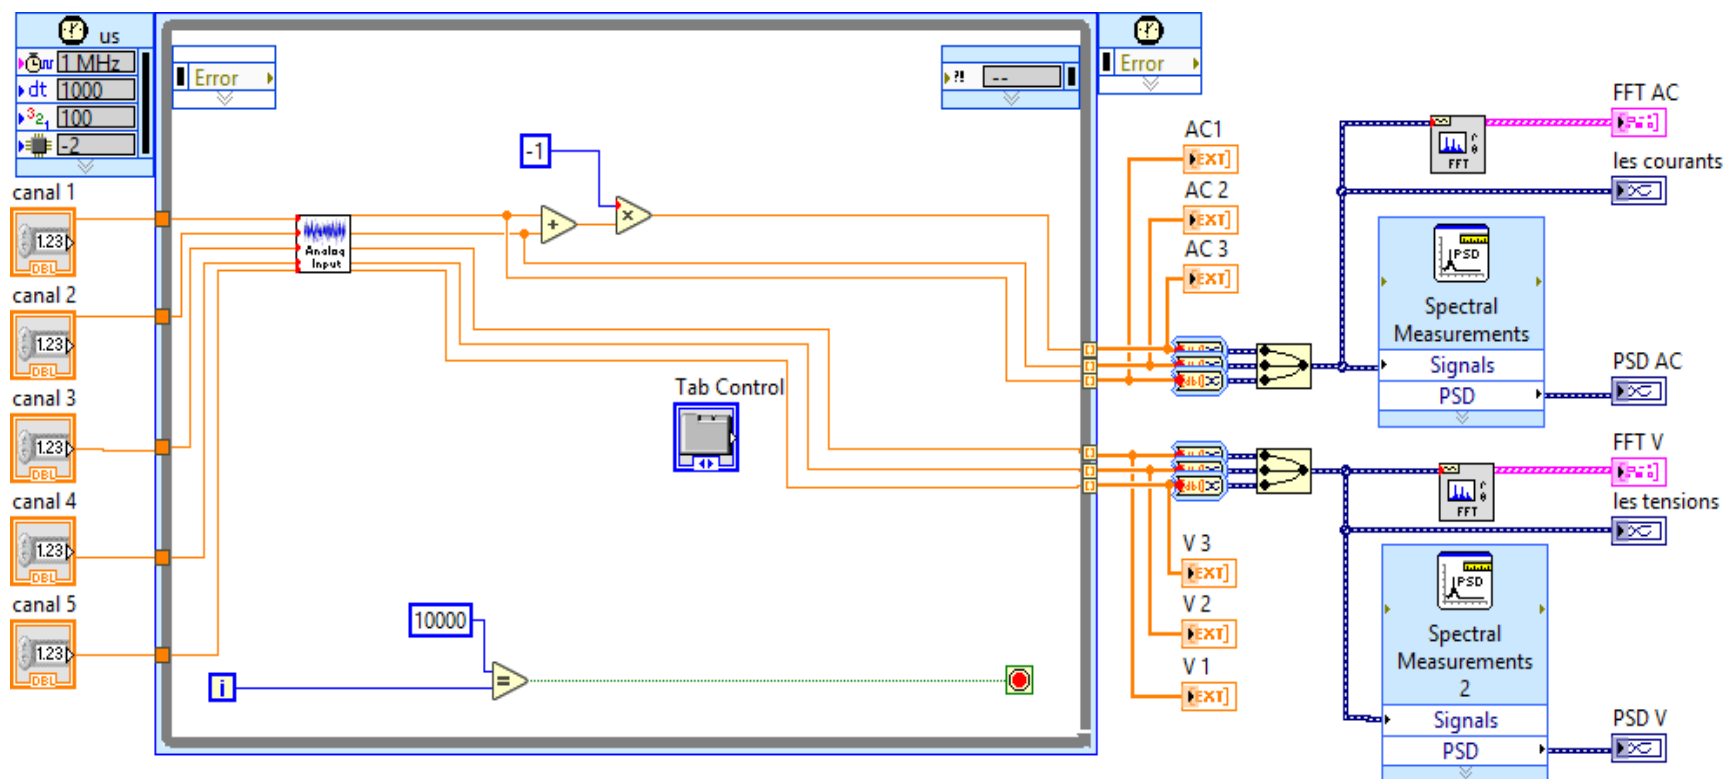 us
1 MHz
dt 1000
321 100
-2
Error
?! --
Error
canal 1
1.23
DBL
canal 2
1.23
DBL
canal 3
1.23
DBL
canal 4
1.23
DBL
canal 5
1.23
DBL
Analog
Input
-1
+
x
Tab Control
10000
=
i
AC1
EXT]
AC 2
EXT]
AC 3
EXT]
V 3
EXT]
V 2
EXT]
V 1
EXT]
FFT
FFT AC
les courants
PSD
Spectral
Measurements
Signals
PSD
PSD AC
FFT
FFT V
les tensions
PSD
Spectral
Measurements
2
Signals
PSD
PSD V